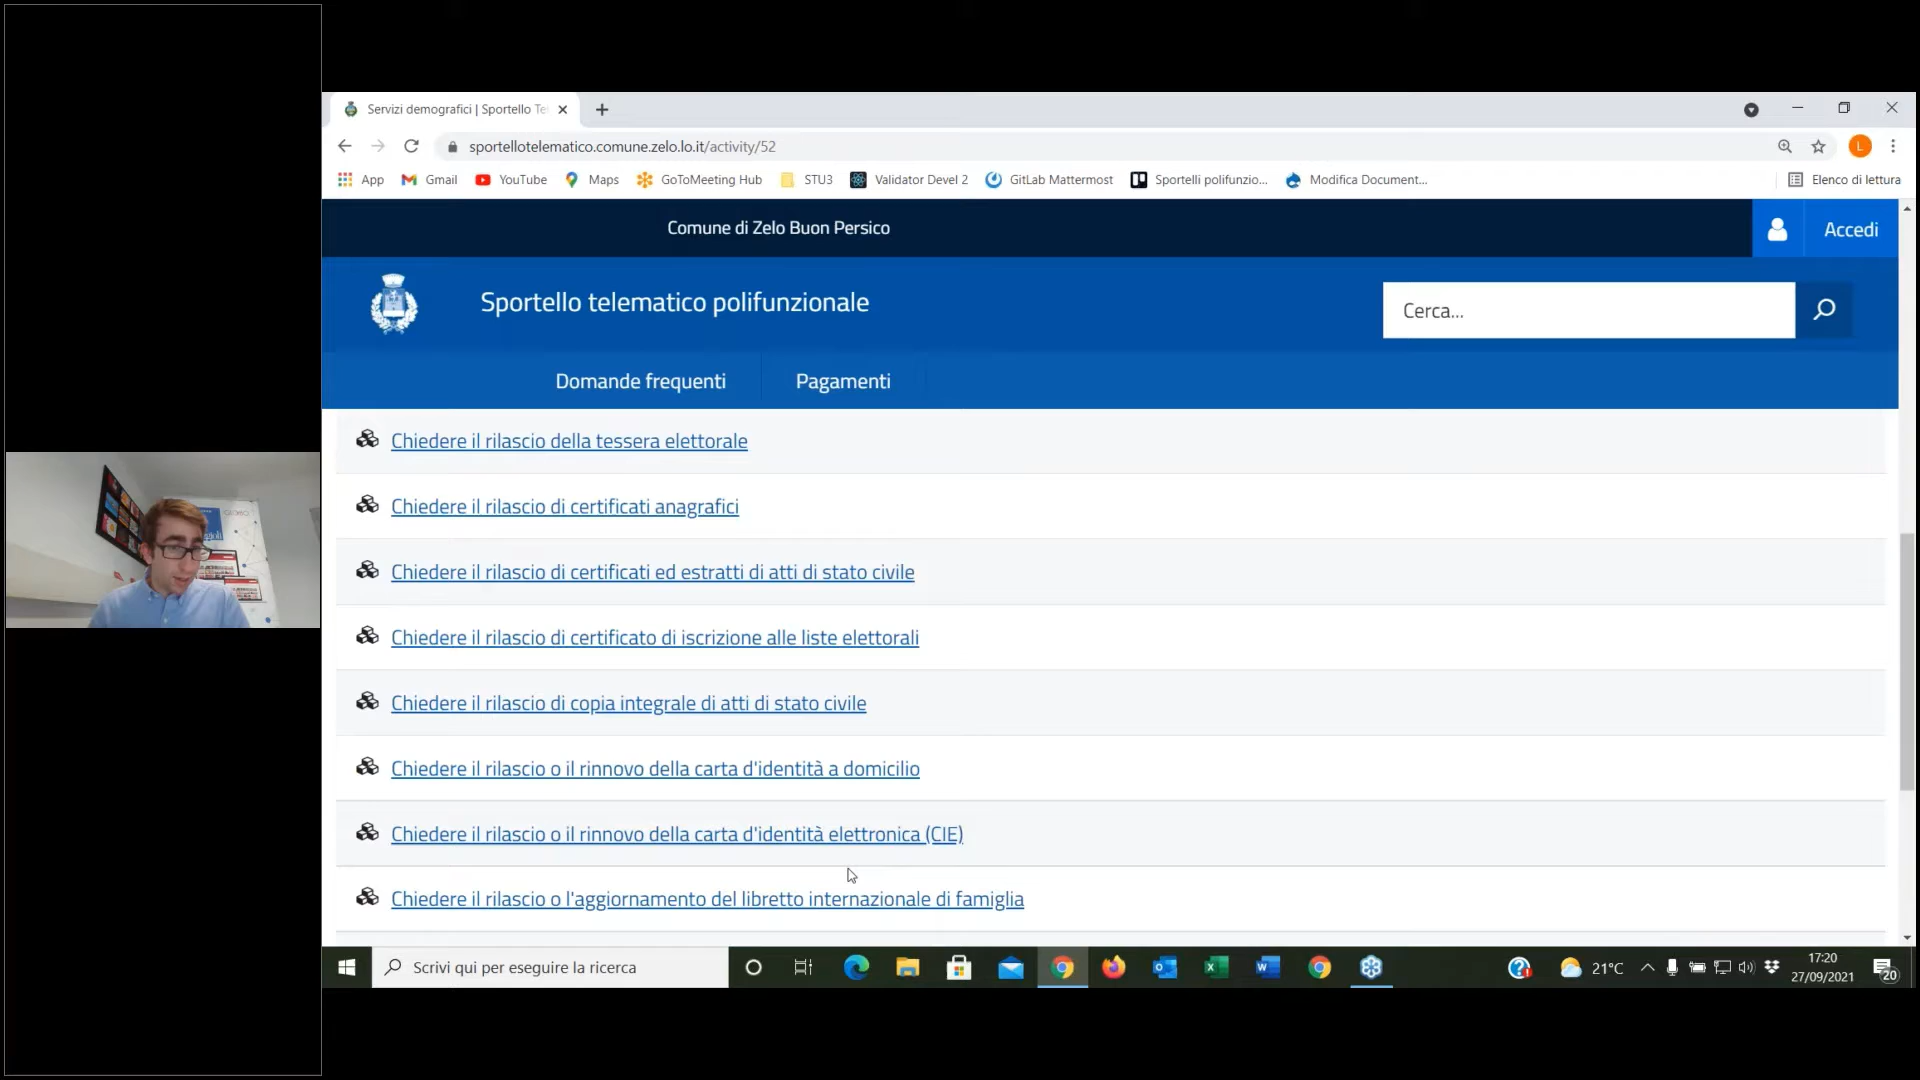 Servizi demografici | Sportello Te
sportellotelematico.comune.zelo.lo.it/activity/52
L
App
Gmail
YouTube
Maps
GoToMeeting Hub
STU3
Validator Devel 2
GitLab Mattermost
Sportelli polifunzio...
Modifica Document...
Elenco di lettura
Comune di Zelo Buon Persico
Accedi
Sportello telematico polifunzionale
Cerca...
Domande frequenti
Pagamenti
Chiedere il rilascio della tessera elettorale
Chiedere il rilascio di certificati anagrafici
Chiedere il rilascio di certificati ed estratti di atti di stato civile
Chiedere il rilascio di certificato di iscrizione alle liste elettorali
Chiedere il rilascio di copia integrale di atti di stato civile
Chiedere il rilascio o il rinnovo della carta d'identità a domicilio
Chiedere il rilascio o il rinnovo della carta d'identità elettronica (CIE)
Chiedere il rilascio o l'aggiornamento del libretto internazionale di famiglia
Scrivi qui per eseguire la ricerca
21°C
17:20
27/09/2021
20